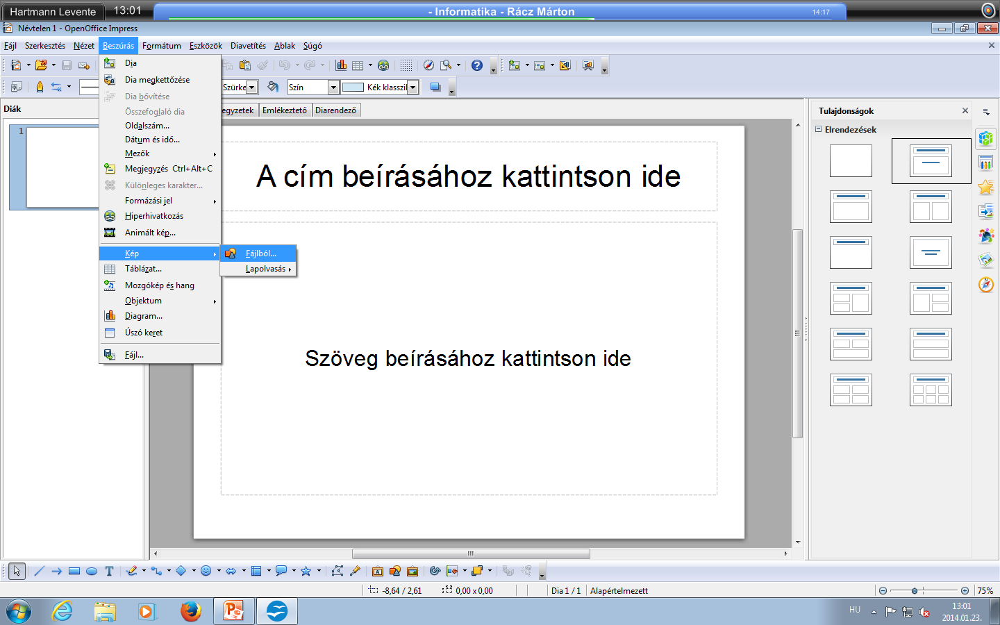 Hartmann Levente
13:01
- Informatika - Rácz Márton
14:17
Névtelen 1 - OpenOffice Impress
Fájl Szerkesztés Nézet Beszúrás Formátum Eszközök Diavetítés Ablak Súgó
Szürke Szín Kék klasszil
Diák
1
Dia
Dia megkettőzése
Dia bővítése
Összefoglaló dia
Oldalszám...
Dátum és idő...
Mezők
Megjegyzés Ctrl+Alt+C
Különleges karakter...
Formázási jel
Hiperhivatkozás
Animált kép...
Kép
Táblázat...
Mozgókép és hang
Objektum
Diagram...
Úszó keret
Fájl...
Fájlból...
Lapolvasás
egyzetek Emlékeztető Diarendező
A cím beírásához kattintson ide
Szöveg beírásához kattintson ide
Tulajdonságok
Elrendezések
-8,64 / 2,61 0,00 x 0,00 Dia 1 / 1 Alapértelmezett 75%
HU
13:01
2014.01.23.